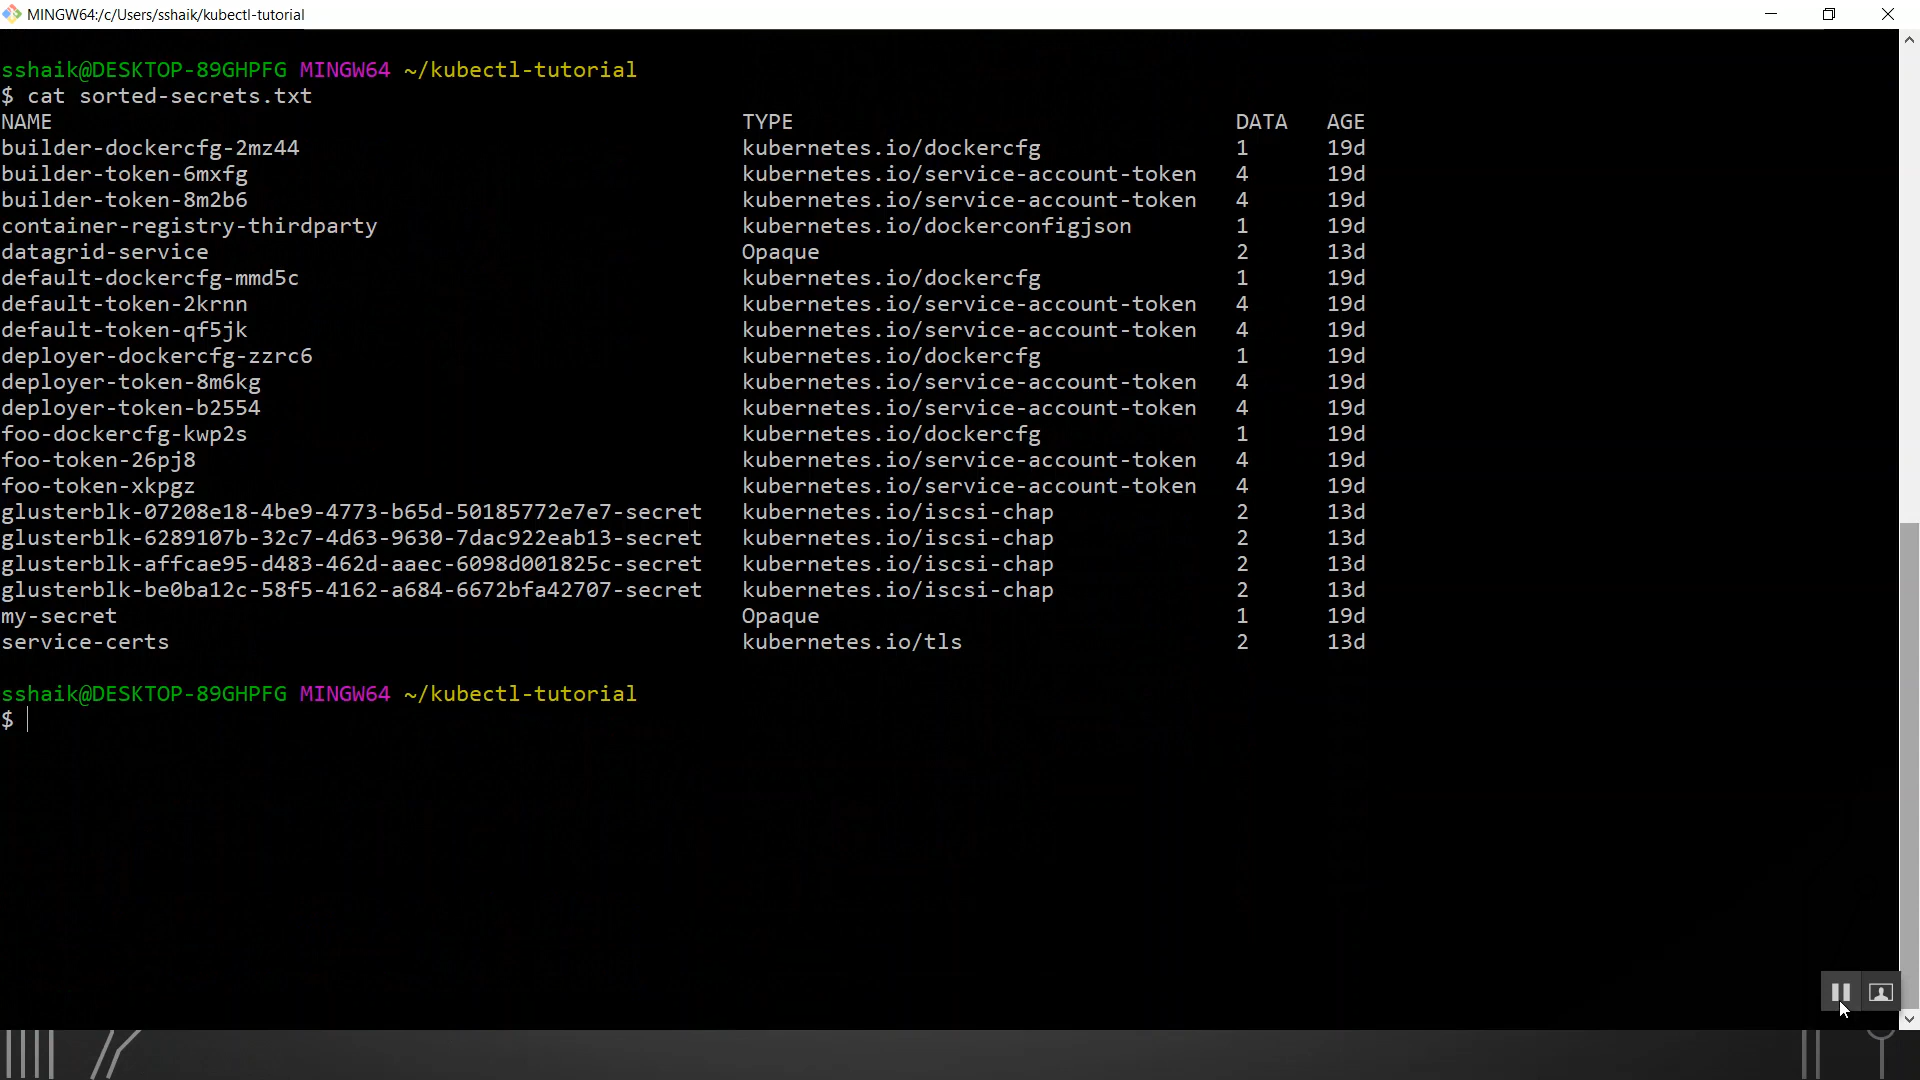 MINGW64:/c/Users/sshaik/kubectl-tutorial
sshaik@DESKTOP-89GHPFG MINGW64 ~/kubectl-tutorial
$ cat sorted-secrets.txt
NAME TYPE DATA AGE
builder-dockercfg-2mz44 kubernetes.io/dockercfg 1 19d
builder-token-6mxfg kubernetes.io/service-account-token 4 19d
builder-token-8m2b6 kubernetes.io/service-account-token 4 19d
container-registry-thirdparty kubernetes.io/dockerconfigjson 1 19d
datagrid-service Opaque 2 13d
default-dockercfg-mmd5c kubernetes.io/dockercfg 1 19d
default-token-2krnn kubernetes.io/service-account-token 4 19d
default-token-qf5jk kubernetes.io/service-account-token 4 19d
deployer-dockercfg-zzrc6 kubernetes.io/dockercfg 1 19d
deployer-token-8m6kg kubernetes.io/service-account-token 4 19d
deployer-token-b2554 kubernetes.io/service-account-token 4 19d
foo-dockercfg-kwp2s kubernetes.io/dockercfg 1 19d
foo-token-26pj8 kubernetes.io/service-account-token 4 19d
foo-token-xkpgz kubernetes.io/service-account-token 4 19d
glusterblk-07208e18-4be9-4773-b65d-50185772e7e7-secret kubernetes.io/iscsi-chap 2 13d
glusterblk-6289107b-32c7-4d63-9630-7dac922eab13-secret kubernetes.io/iscsi-chap 2 13d
glusterblk-affcae95-d483-462d-aaec-6098d001825c-secret kubernetes.io/iscsi-chap 2 13d
glusterblk-be0ba12c-58f5-4162-a684-6672bfa42707-secret kubernetes.io/iscsi-chap 2 13d
my-secret Opaque 1 19d
service-certs kubernetes.io/tls 2 13d
sshaik@DESKTOP-89GHPFG MINGW64 ~/kubectl-tutorial
$